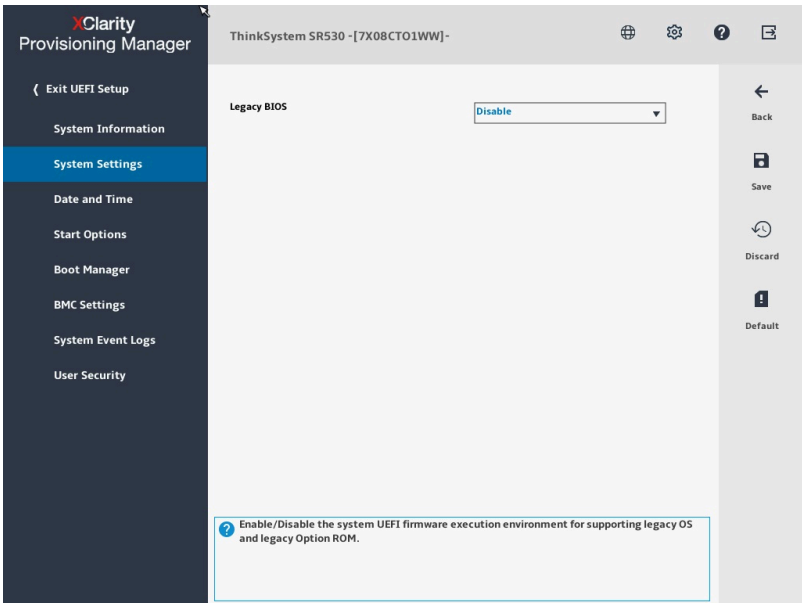 XClarity
Provisioning Manager
ThinkSystem SR530 -[7X08CTO1WW]-
❬ Exit UEFI Setup
System Information
System Settings
Date and Time
Start Options
Boot Manager
BMC Settings
System Event Logs
User Security
Legacy BIOS
Disable
Enable/Disable the system UEFI firmware execution environment for supporting legacy OS
and legacy Option ROM.
Back
Save
Discard
Default